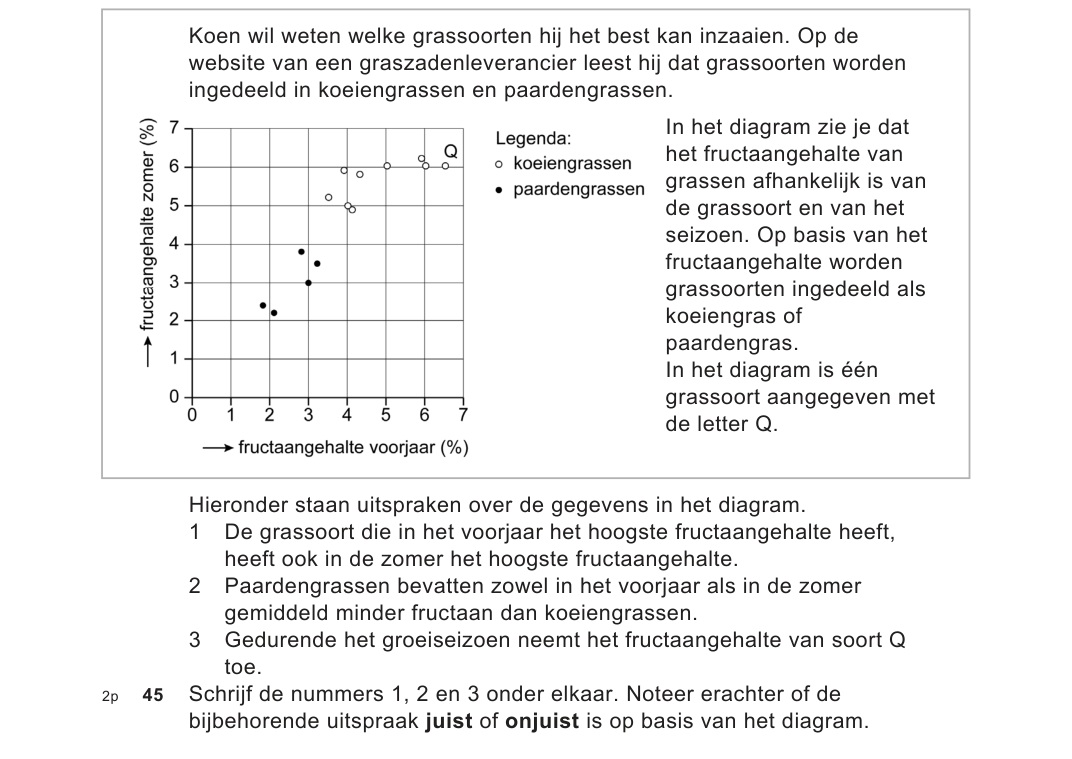 Koen wil weten welke grassoorten hij het best kan inzaaien. Op de
website van een graszadenleverancier leest hij dat grassoorten worden
ingedeeld in koeiengrassen en paardengrassen.
fructaangehalte zomer (%)
7
6
5
4
3
2
1
0
Q
0 1 2 3 4 5 6 7
fructaangehalte voorjaar (%)
Legenda:
koeiengrassen
paardengrassen
In het diagram zie je dat
het fructaangehalte van
grassen afhankelijk is van
de grassoort en van het
seizoen. Op basis van het
fructaangehalte worden
grassoorten ingedeeld als
koeiengras of
paardengras.
In het diagram is één
grassoort aangegeven met
de letter Q.
Hieronder staan uitspraken over de gegevens in het diagram.
1 De grassoort die in het voorjaar het hoogste fructaangehalte heeft,
heeft ook in de zomer het hoogste fructaangehalte.
2 Paardengrassen bevatten zowel in het voorjaar als in de zomer
gemiddeld minder fructaan dan koeiengrassen.
3 Gedurende het groeiseizoen neemt het fructaangehalte van soort Q
toe.
2p 45 Schrijf de nummers 1, 2 en 3 onder elkaar. Noteer erachter of de
bijbehorende uitspraak juist of onjuist is op basis van het diagram.